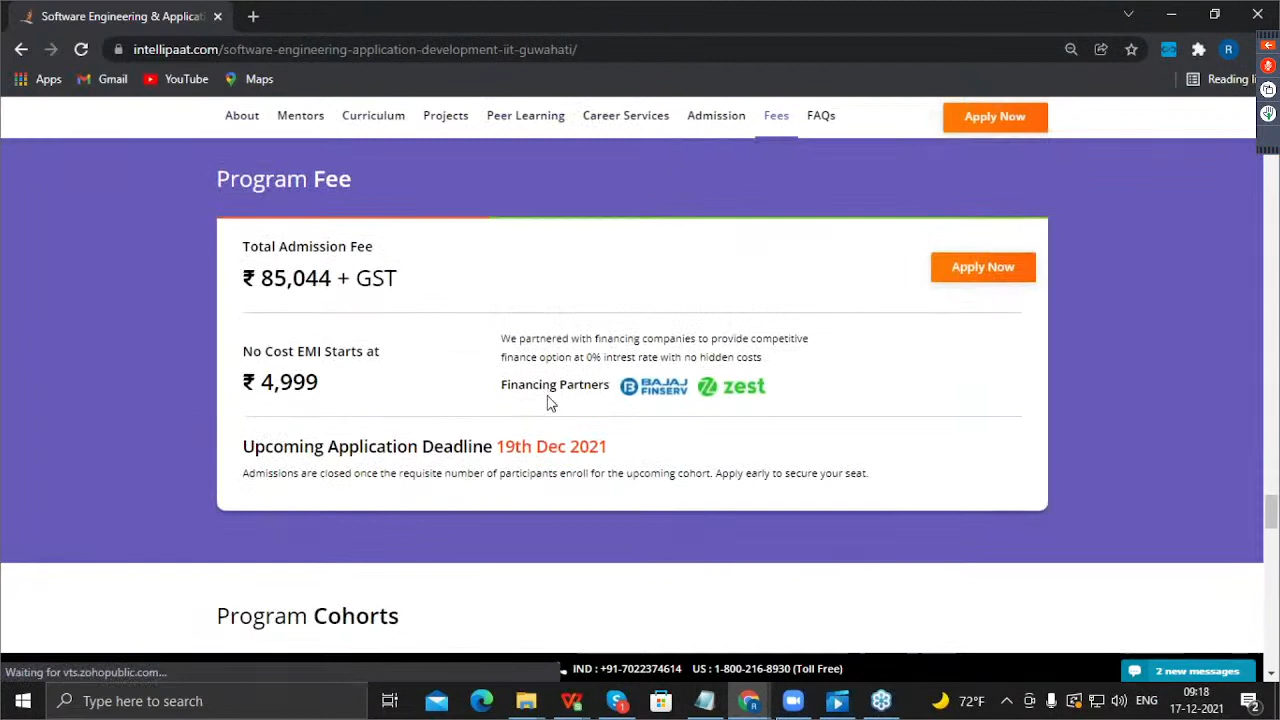 Software Engineering & Applicati
intellipaat.com/software-engineering-application-development-iit-guwahati/
R
Apps Gmail YouTube Maps Reading li
About Mentors Curriculum Projects Peer Learning Career Services Admission Fees FAQs Apply Now
Program Fee
Total Admission Fee
₹ 85,044 + GST
Apply Now
No Cost EMI Starts at
₹ 4,999
We partnered with financing companies to provide competitive
finance option at 0% intrest rate with no hidden costs
Financing Partners BAJAJ FINSERV zest
Upcoming Application Deadline 19th Dec 2021
Admissions are closed once the requisite number of participants enroll for the upcoming cohort. Apply early to secure your seat.
Program Cohorts
Waiting for vts.zohopublic.com... IND : +91-7022374614 US : 1-800-216-8930 (Toll Free) 2 new messages
Type here to search 72°F ENG 09:18
17-12-2021 2